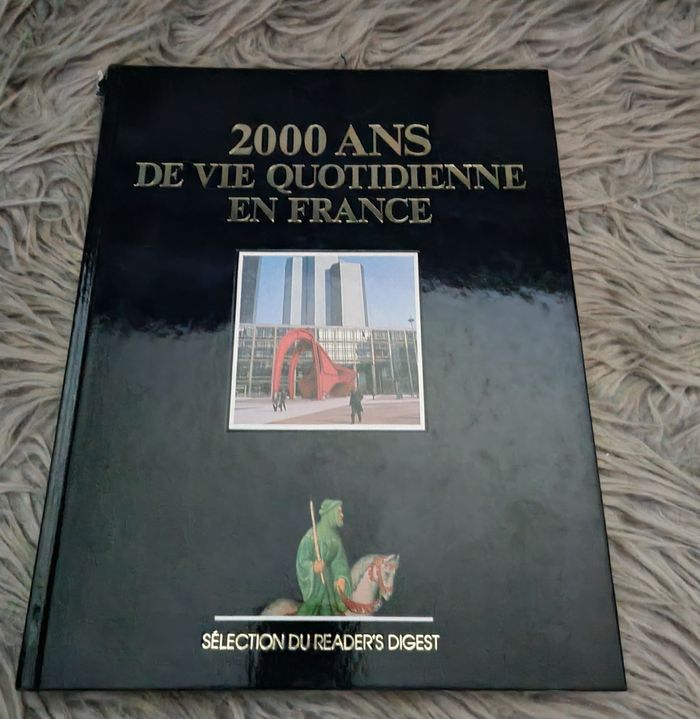 2000 ANS
DE VIE QUOTIDIENNE
EN FRANCE
SÉLECTION DU READER'S DIGEST